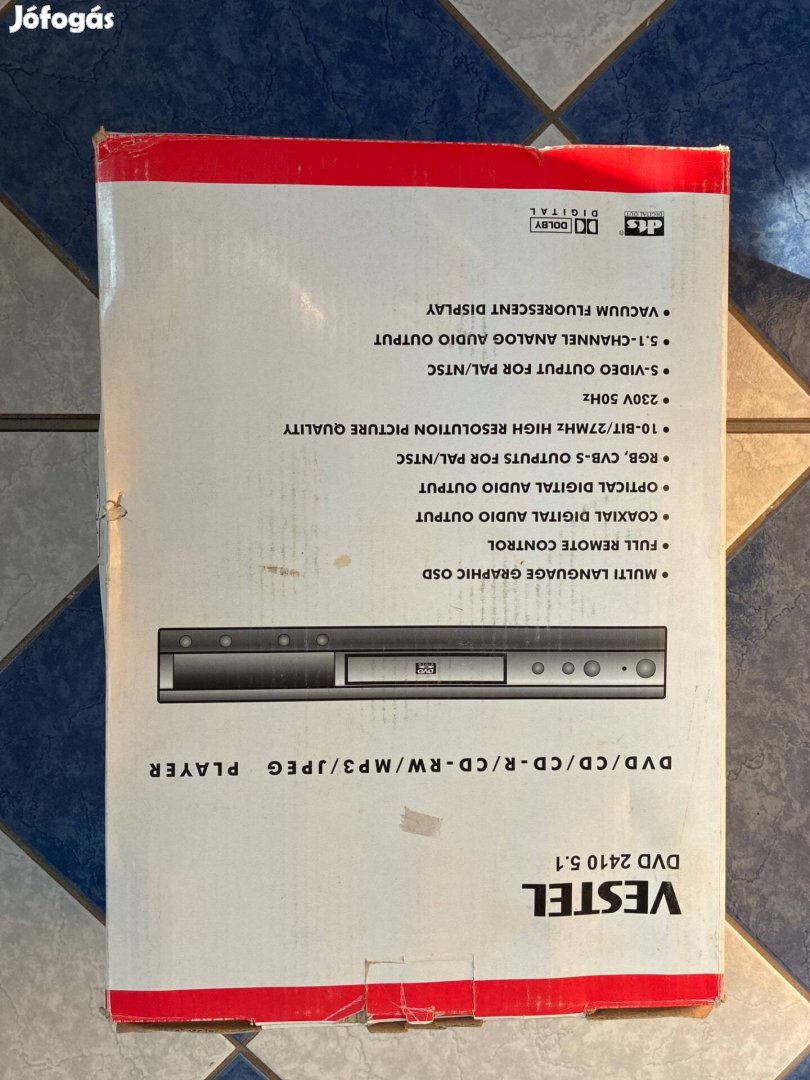 Jófogás
VESTEL
DVD 2410 5.1
DVD/CD/CD-R/CD-RW/MP3/JPEG PLAYER
DVD
• MULTI LANGUAGE GRAPHIC OSD
• FULL REMOTE CONTROL
• COAXIAL DIGITAL AUDIO OUTPUT
• OPTICAL DIGITAL AUDIO OUTPUT
• RGB, CVB-S OUTPUTS FOR PAL/NTSC
• 10-BIT/27MHz HIGH RESOLUTION PICTURE QUALITY
• 230V 50Hz
• S-VIDEO OUTPUT FOR PAL/NTSC
• 5.1-CHANNEL ANALOG AUDIO OUTPUT
• VACUUM FLUORESCENT DISPLAY
dts®
DIGITAL OUT
DOLBY
DIGITAL